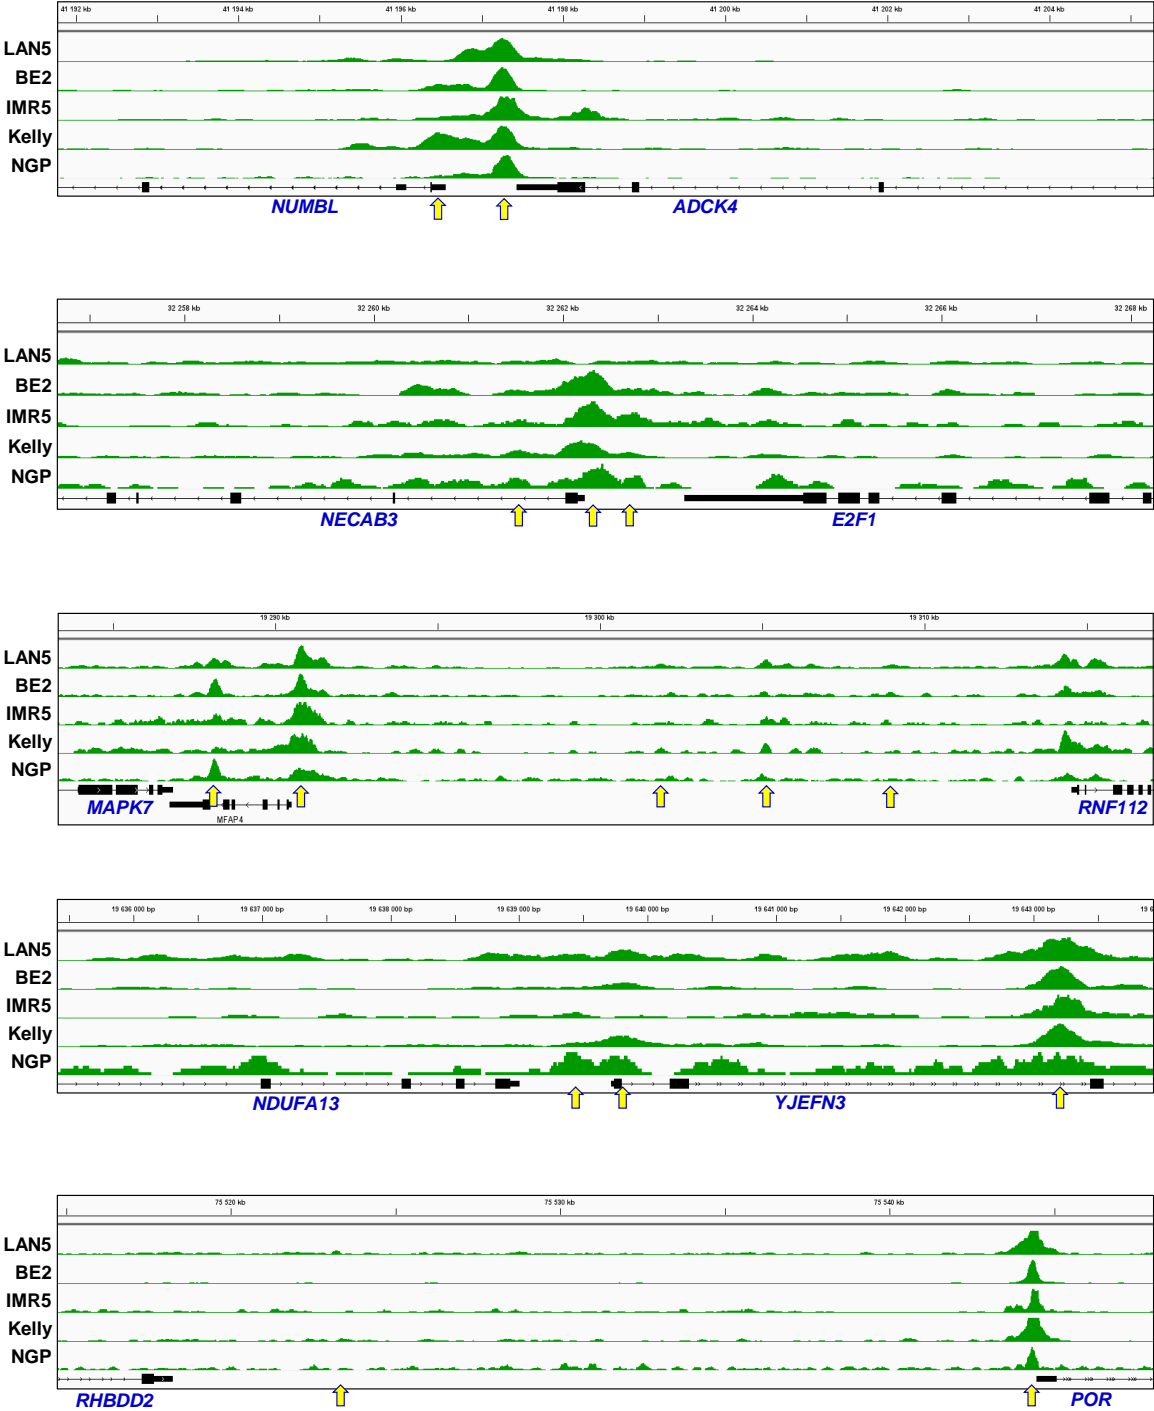 41 192 kb 41 194 kb 41 196 kb 41 198 kb 41 200 kb 41 202 kb 41 204 kb
LAN5
BE2
IMR5
Kelly
NGP
NUMBL ADCK4
32 258 kb 32 260 kb 32 262 kb 32 264 kb 32 266 kb 32 268 kb
LAN5
BE2
IMR5
Kelly
NGP
NECAB3 E2F1
19 290 kb 19 300 kb 19 310 kb
LAN5
BE2
IMR5
Kelly
NGP
MAPK7 RNF112
MFAP4
19 636 000 bp 19 637 000 bp 19 638 000 bp 19 639 000 bp 19 640 000 bp 19 641 000 bp 19 642 000 bp 19 643 000 bp 19 6
LAN5
BE2
IMR5
Kelly
NGP
NDUFA13 YJEFN3
75 520 kb 75 530 kb 75 540 kb
LAN5
BE2
IMR5
Kelly
NGP
RHBDD2 POR